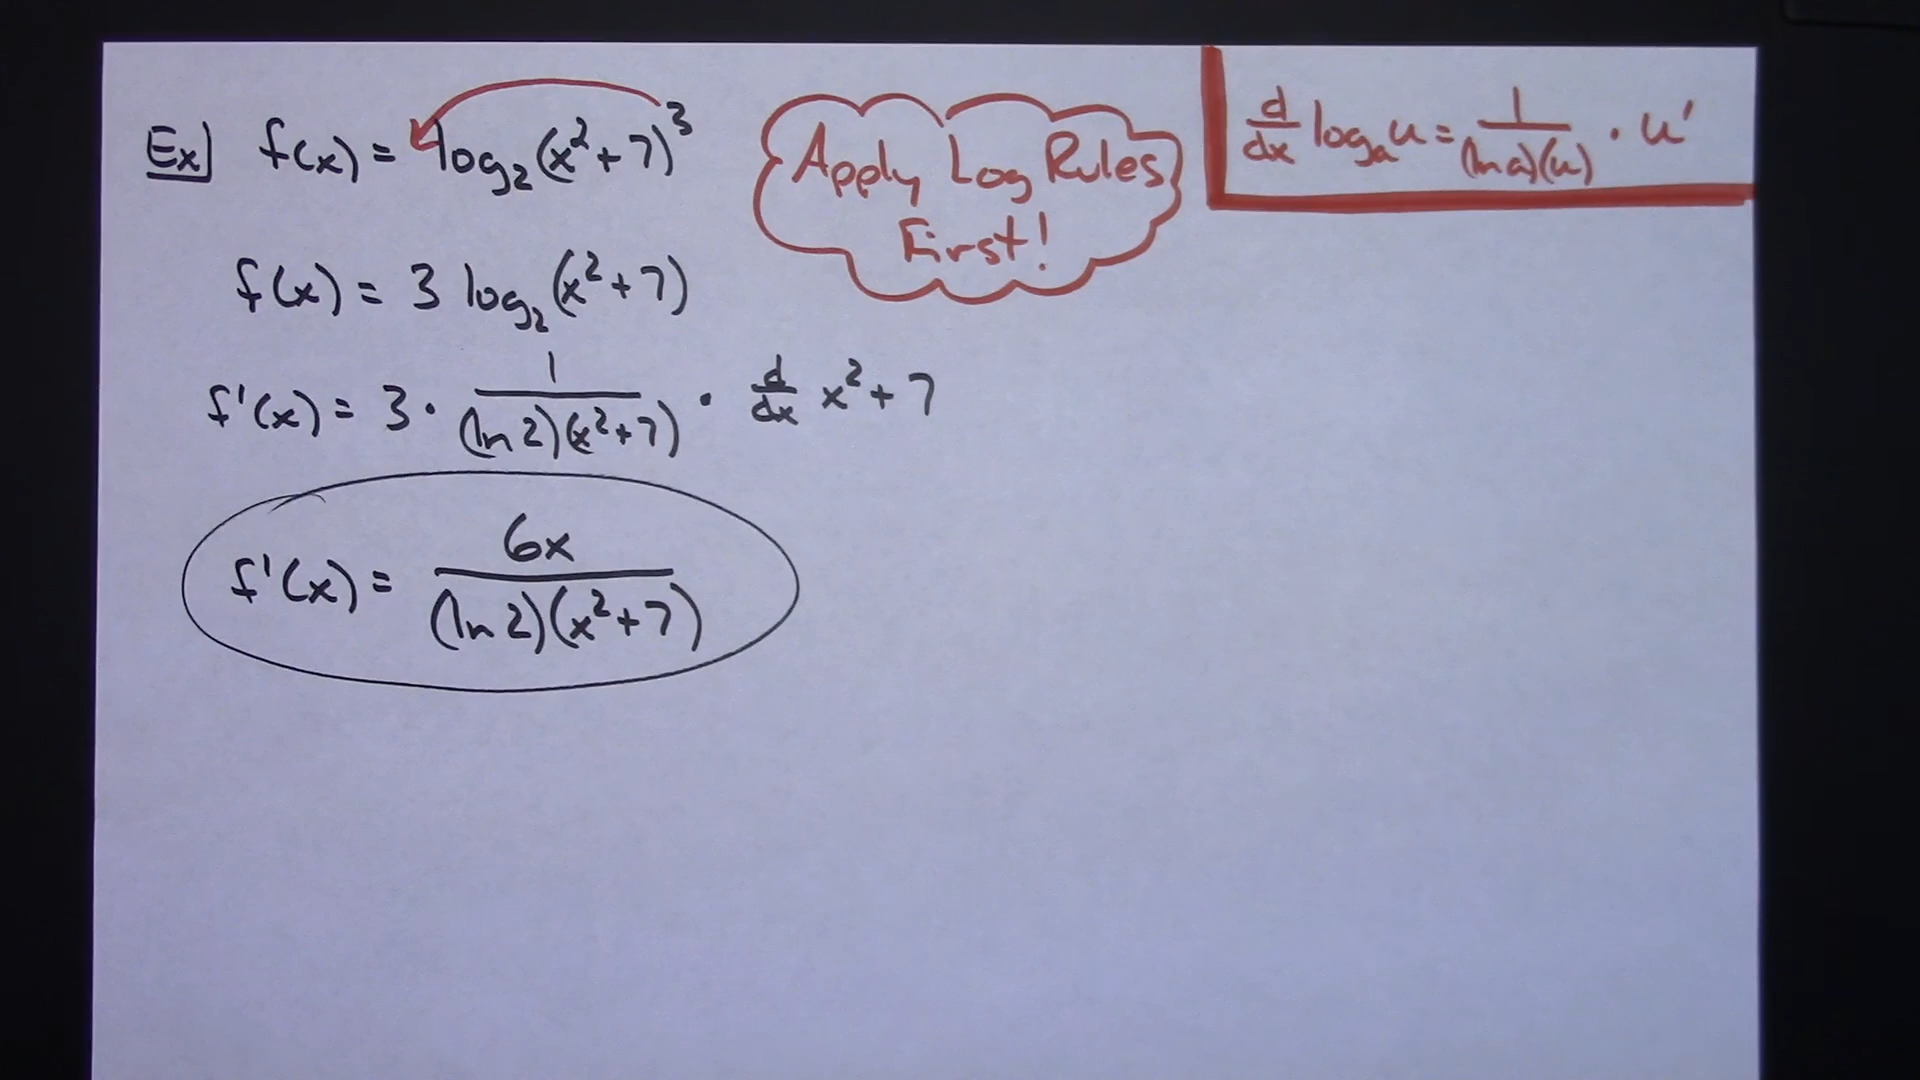 Ex] f(x) = log₂(x²+7)³
Apply Log Rules
First!
d/dx logₐu = 1/((ln a)(u)) · u'
f(x) = 3 log₂(x²+7)
f'(x) = 3 · 1/((ln 2)(x²+7)) · d/dx x²+7
f'(x) = 6x/((ln 2)(x²+7))